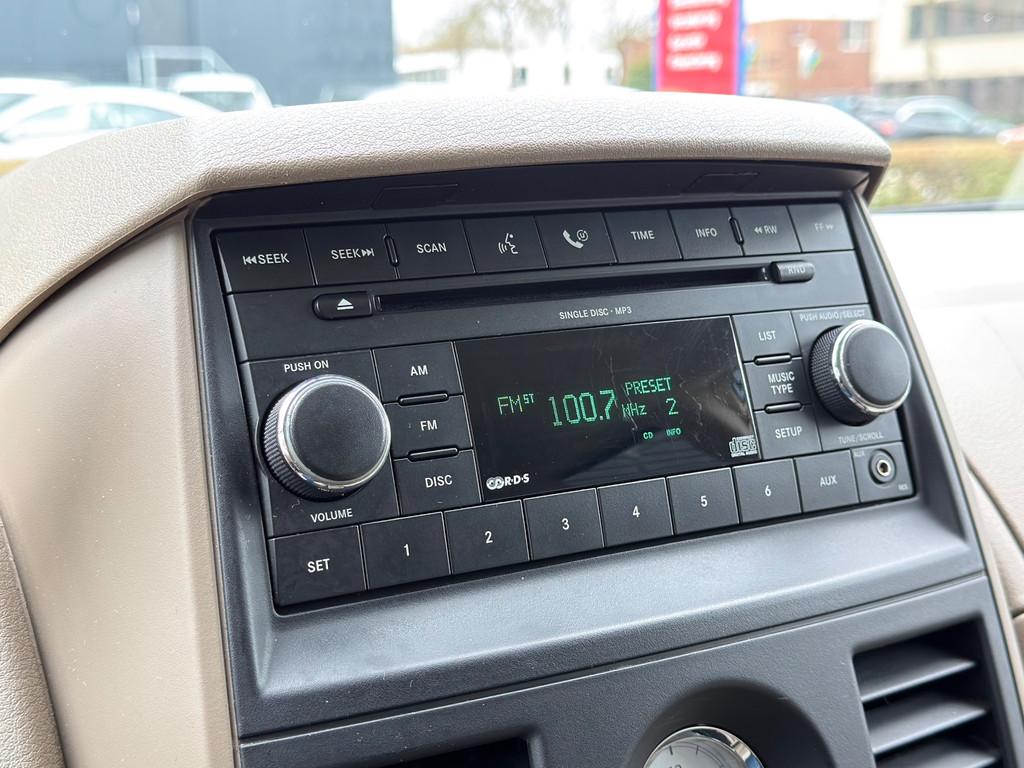 SEEK
SEEK
SCAN
TIME
INFO
RW
FF
RND
SINGLE DISC · MP3
PUSH ON
AM
FM
DISC
VOLUME
FM ST 100.7 MHz PRESET 2
CD INFO
R·D·S
disc
LIST
MUSIC
TYPE
SETUP
PUSH AUDIO/SELECT
TUNE/SCROLL
SET
1
2
3
4
5
6
AUX
AUX